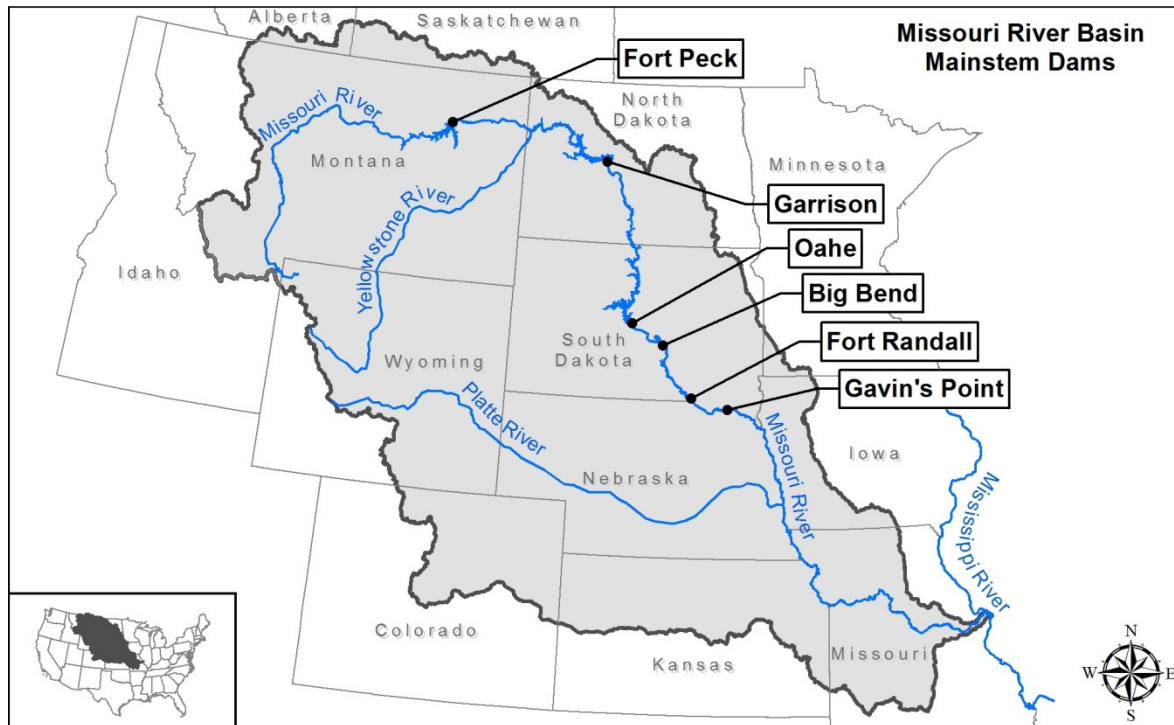 Alberta
Saskatchewan
Missouri River Basin
Mainstem Dams
Fort Peck
North
Dakota
Missouri River
Montana
Minnesota
Garrison
Yellowstone River
Idaho
Oahe
Big Bend
South
Dakota
Fort Randall
Wyoming
Gavin's Point
Platte River
Missouri River
Iowa
Nebraska
Mississippi River
Colorado
Kansas
Missouri
N
W
E
S